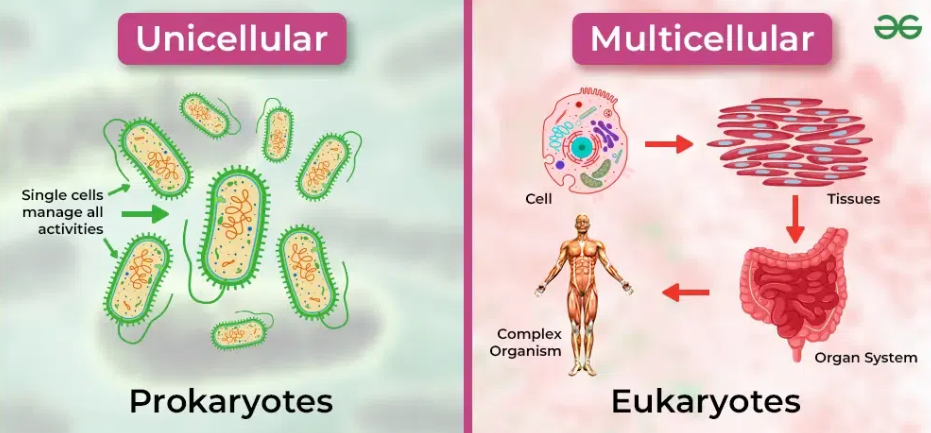 Unicellular
Single cells
manage all
activities
Prokaryotes
Multicellular
Cell
Tissues
Complex
Organism
Organ System
Eukaryotes